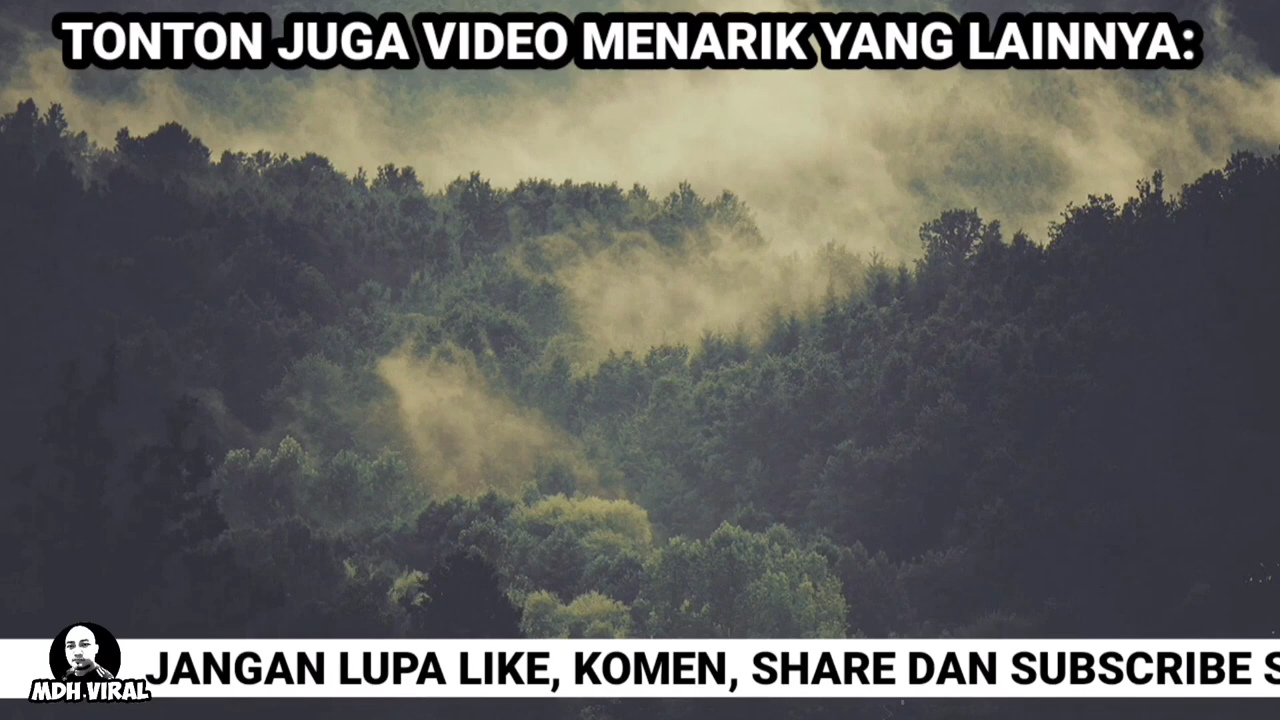 TONTON JUGA VIDEO MENARIK YANG LAINNYA:
JANGAN LUPA LIKE, KOMEN, SHARE DAN SUBSCRIBE S
MDH VIRAL